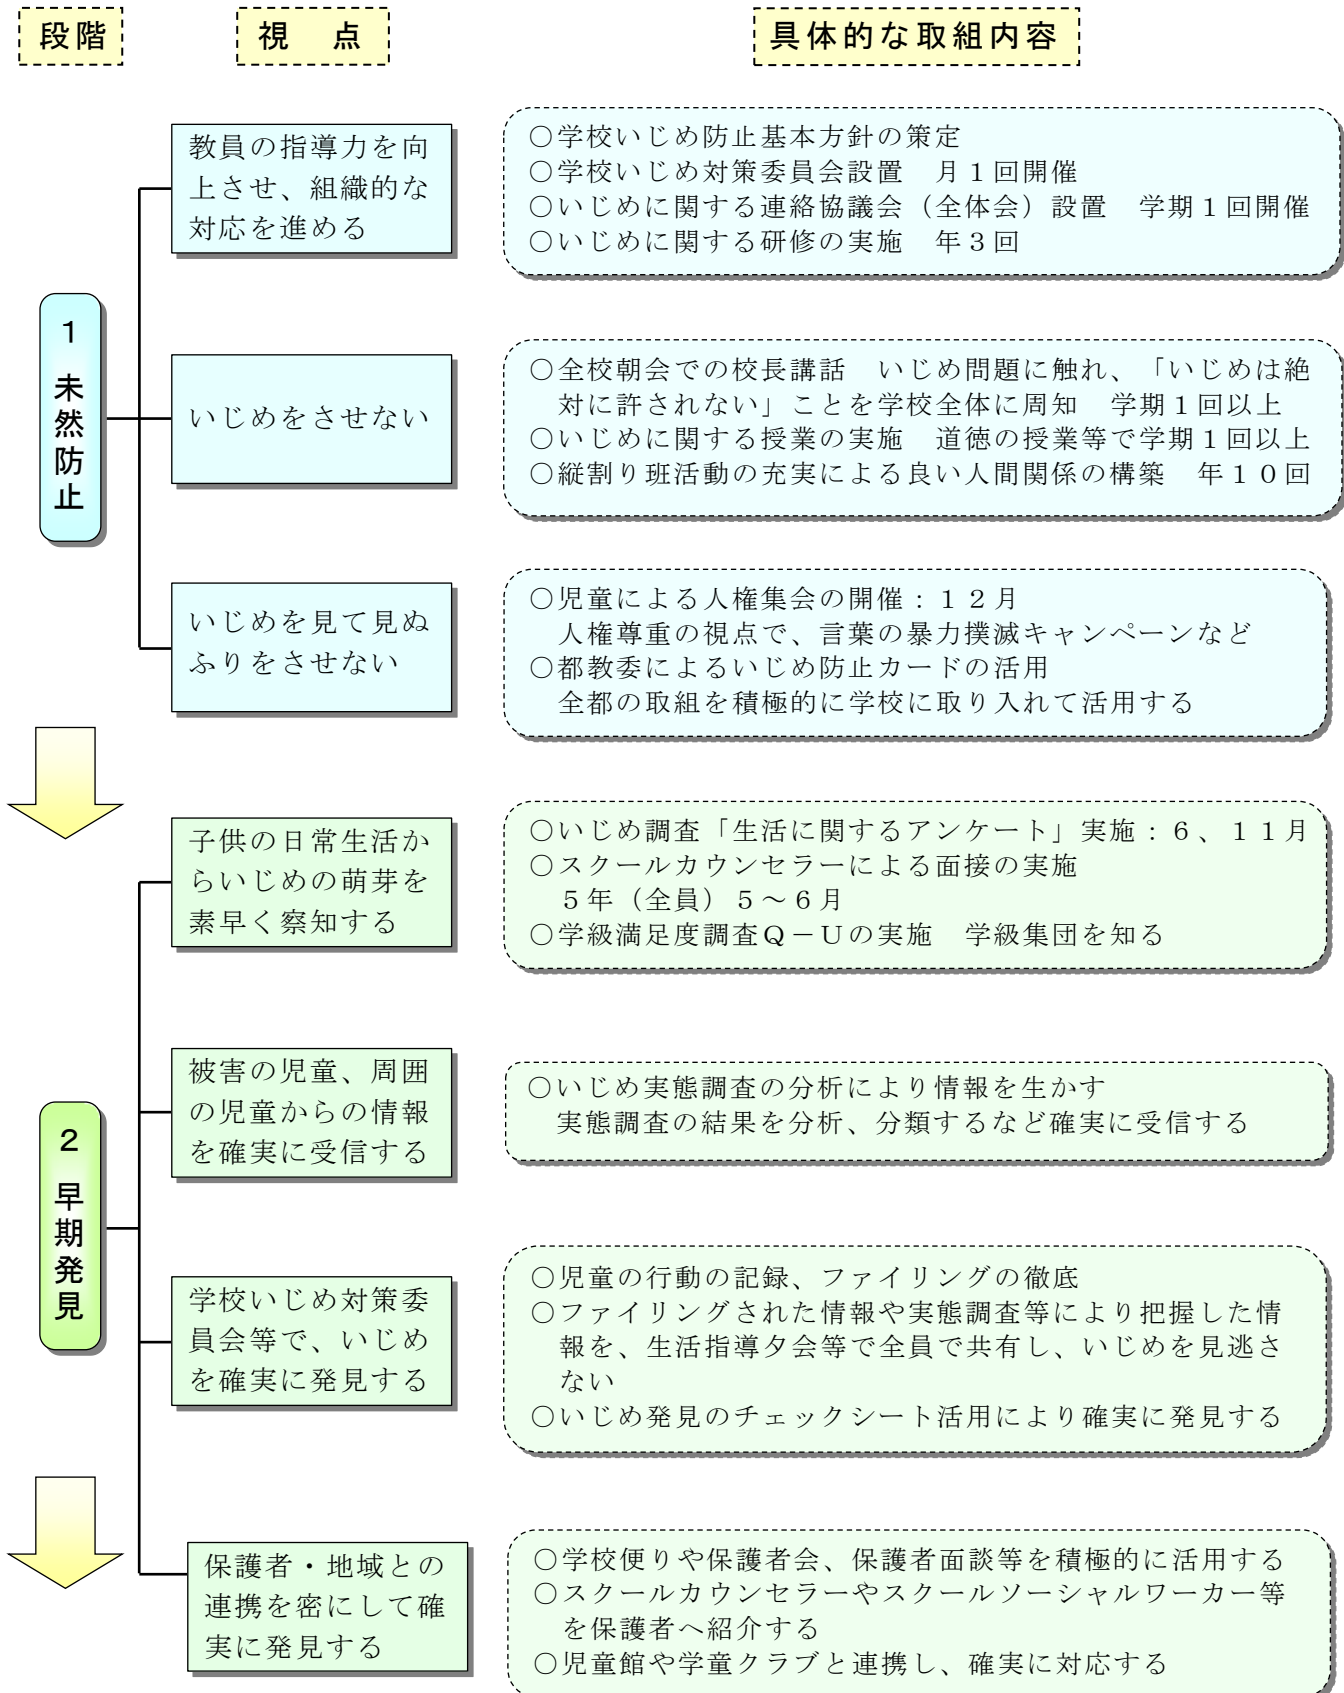 段階
視　点
具体的な取組内容
1 未然防止
教員の指導力を向
上させ、組織的な
対応を進める
○学校いじめ防止基本方針の策定
○学校いじめ対策委員会設置　月１回開催
○いじめに関する連絡協議会（全体会）設置　学期１回開催
○いじめに関する研修の実施　年３回
いじめをさせない
○全校朝会での校長講話　いじめ問題に触れ、「いじめは絶
対に許されない」ことを学校全体に周知　学期１回以上
○いじめに関する授業の実施　道徳の授業等で学期１回以上
○縦割り班活動の充実による良い人間関係の構築　年１０回
いじめを見て見ぬ
ふりをさせない
○児童による人権集会の開催：１２月
人権尊重の視点で、言葉の暴力撲滅キャンペーンなど
○都教委によるいじめ防止カードの活用
全都の取組を積極的に学校に取り入れて活用する
2 早期発見
子供の日常生活か
らいじめの萌芽を
素早く察知する
○いじめ調査「生活に関するアンケート」実施：６、１１月
○スクールカウンセラーによる面接の実施
５年（全員）５～６月
○学級満足度調査Ｑ－Ｕの実施　学級集団を知る
被害の児童、周囲
の児童からの情報
を確実に受信する
○いじめ実態調査の分析により情報を生かす
実態調査の結果を分析、分類するなど確実に受信する
学校いじめ対策委
員会等で、いじめ
を確実に発見する
○児童の行動の記録、ファイリングの徹底
○ファイリングされた情報や実態調査等により把握した情
報を、生活指導夕会等で全員で共有し、いじめを見逃さ
ない
○いじめ発見のチェックシート活用により確実に発見する
保護者・地域との
連携を密にして確
実に発見する
○学校便りや保護者会、保護者面談等を積極的に活用する
○スクールカウンセラーやスクールソーシャルワーカー等
を保護者へ紹介する
○児童館や学童クラブと連携し、確実に対応する